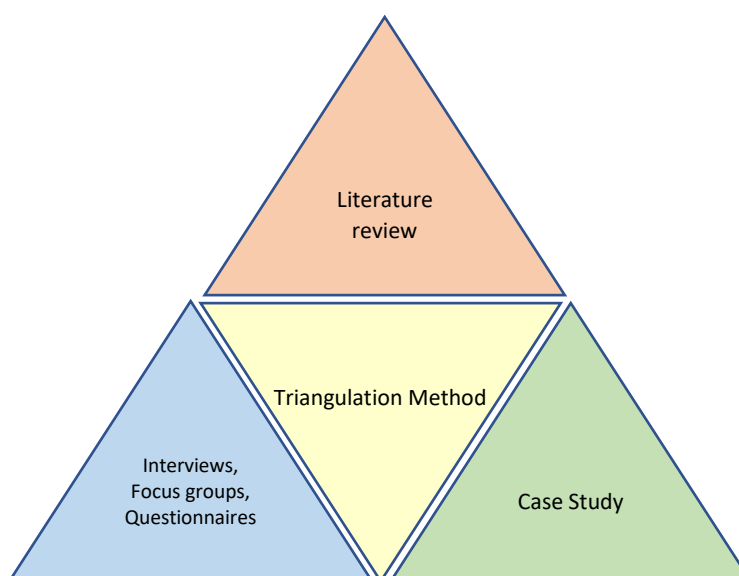 Literature
review
Triangulation Method
Interviews,
Focus groups,
Questionnaires
Case Study